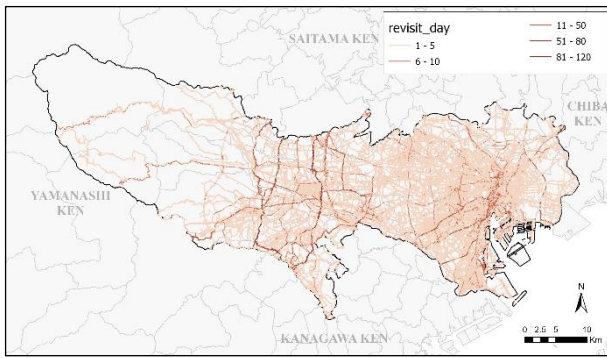 SAITAMA KEN
revisit_day
1 - 5
6 - 10
11 - 50
51 - 80
81 - 120
CHIBA
KEN
YAMANASHI
KEN
KANAGAWA KEN
N
0 2.5 5 10
Km